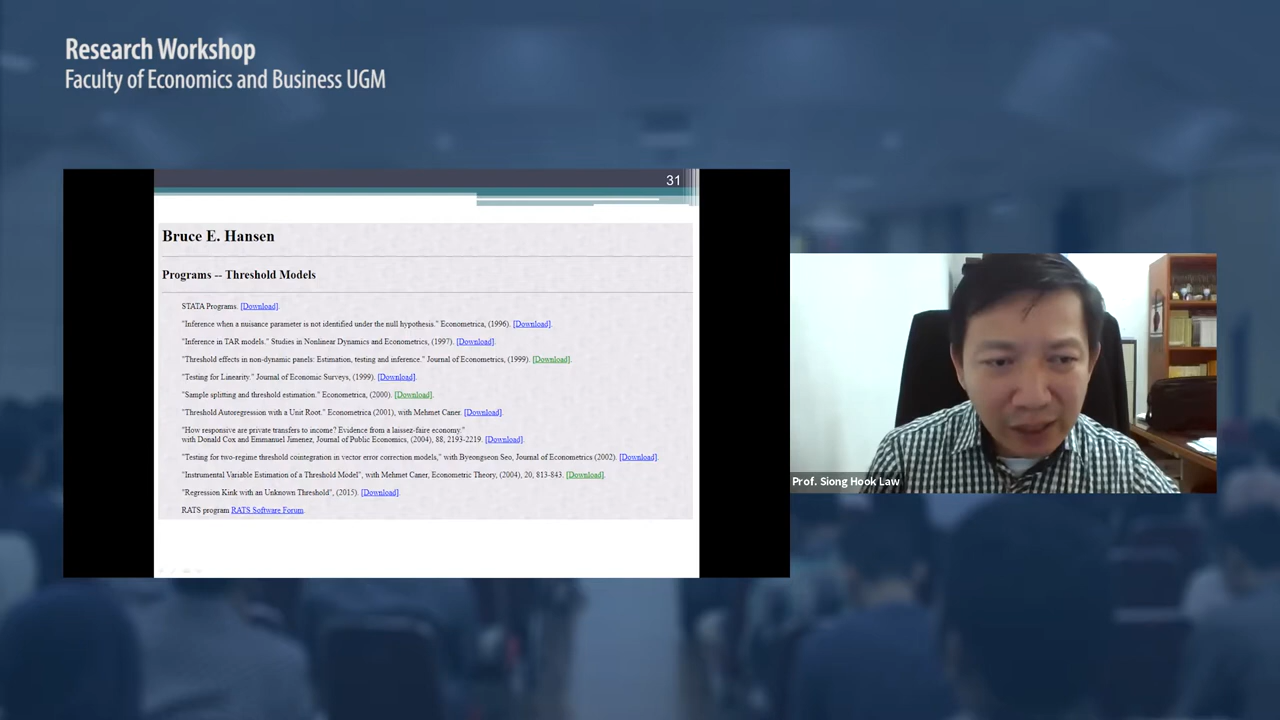 Research Workshop
Faculty of Economics and Business UGM
31
Bruce E. Hansen
Programs -- Threshold Models
STATA Programs. [Download].
"Inference when a nuisance parameter is not identified under the null hypothesis." Econometrica, (1996). [Download].
"Inference in TAR models." Studies in Nonlinear Dynamics and Econometrics, (1997). [Download].
"Threshold effects in non-dynamic panels: Estimation, testing and inference." Journal of Econometrics, (1999). [Download].
"Testing for Linearity." Journal of Economic Surveys, (1999). [Download].
"Sample splitting and threshold estimation." Econometrica, (2000). [Download].
"Threshold Autoregression with a Unit Root." Econometrica (2001), with Mehmet Caner. [Download].
"How responsive are private transfers to income? Evidence from a laissez-faire economy."
with Donald Cox and Emmanuel Jimenez, Journal of Public Economics, (2004), 88, 2193-2219. [Download].
"Testing for two-regime threshold cointegration in vector error correction models," with Byeongseon Seo, Journal of Econometrics (2002). [Download].
"Instrumental Variable Estimation of a Threshold Model", with Mehmet Caner, Econometric Theory, (2004), 20, 813-843. [Download].
"Regression Kink with an Unknown Threshold", (2015). [Download].
RATS program RATS Software Forum.
Prof. Siong Hook Law